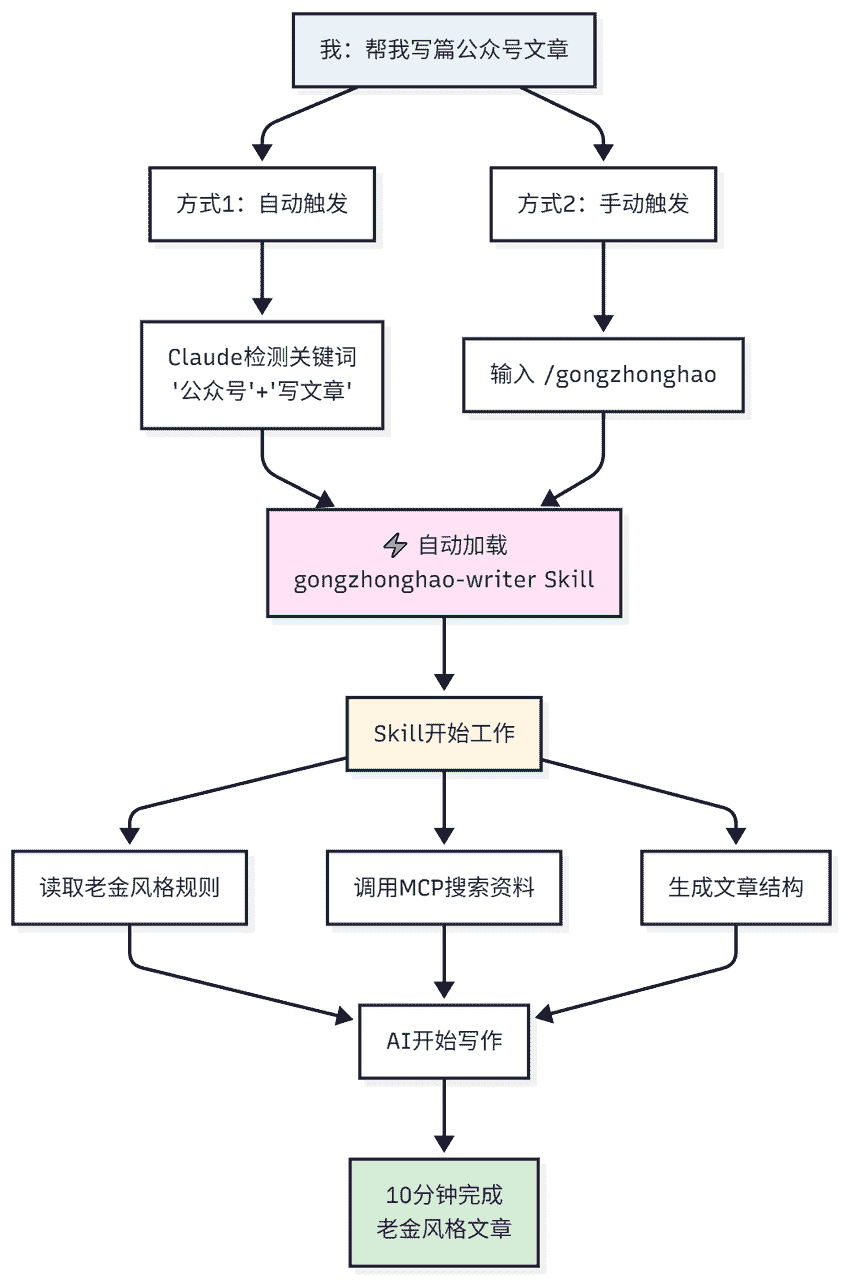 我：帮我写篇公众号文章
方式1：自动触发
方式2：手动触发
Claude检测关键词
'公众号'+'写文章'
输入 /gongzhonghao
⚡ 自动加载
gongzhonghao-writer Skill
Skill开始工作
读取老金风格规则
调用MCP搜索资料
生成文章结构
AI开始写作
10分钟完成
老金风格文章